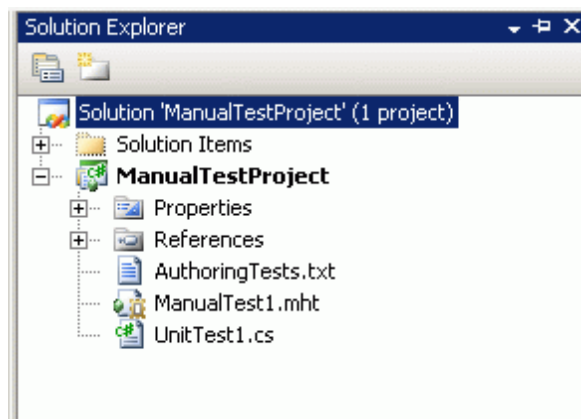 Solution Explorer
Solution 'ManualTestProject' (1 project)
Solution Items
ManualTestProject
Properties
References
AuthoringTests.txt
ManualTest1.mht
UnitTest1.cs